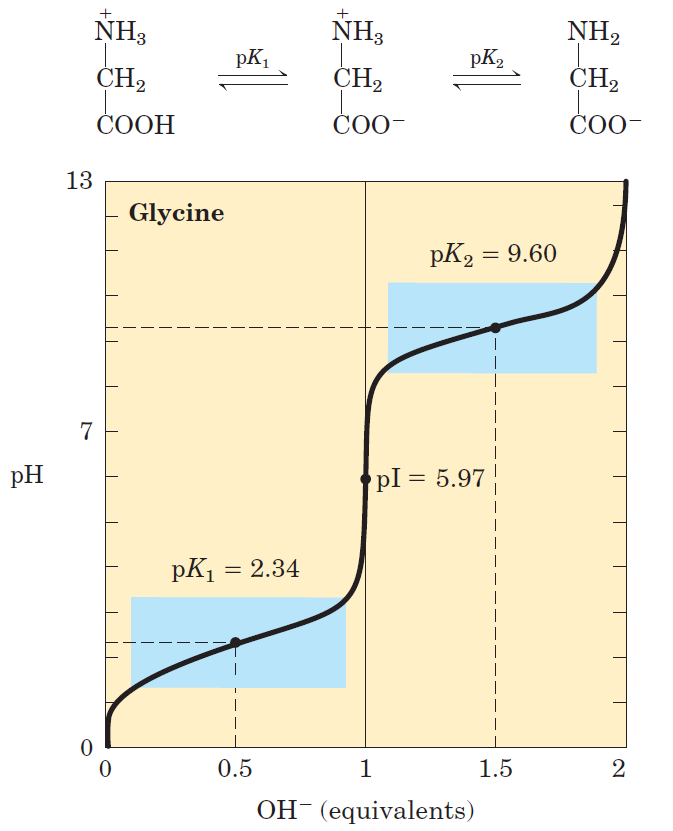 ⁺NH₃ ⁺NH₃ NH₂
pK₁ pK₂
CH₂ CH₂ CH₂
COOH COO⁻ COO⁻
13
Glycine
pK₂ = 9.60
7
pH
pI = 5.97
pK₁ = 2.34
0
0 0.5 1 1.5 2
OH⁻ (equivalents)